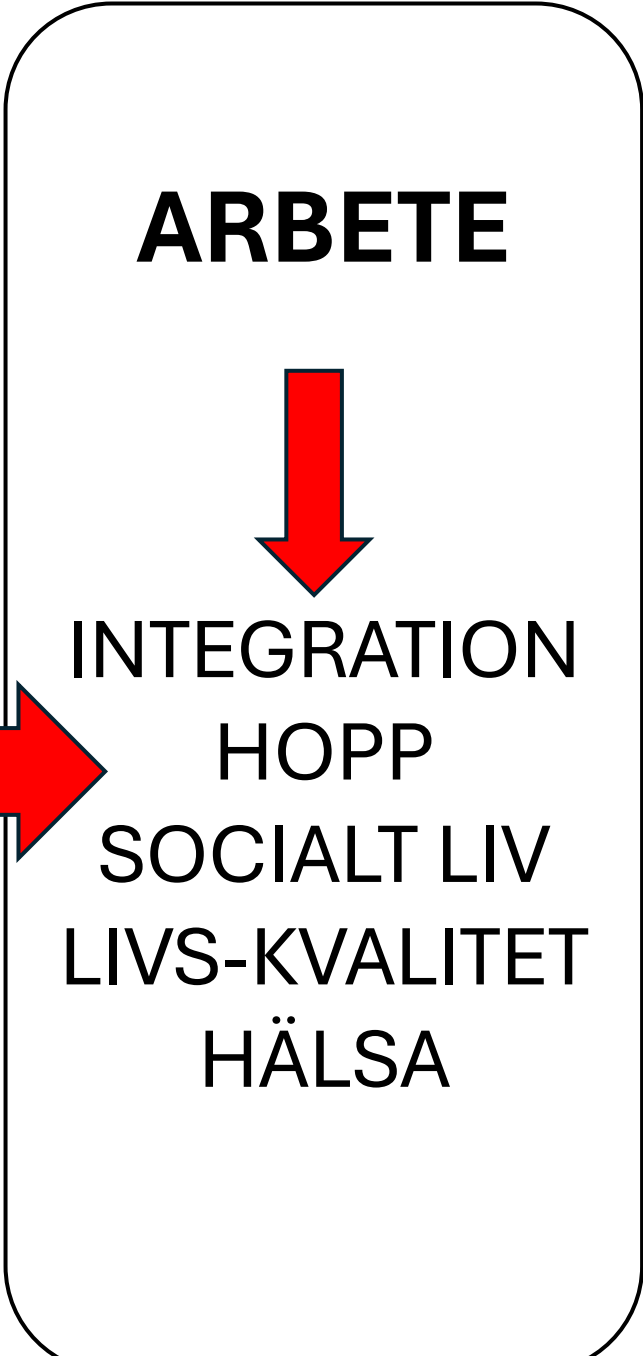 ARBETE
INTEGRATION
HOPP
SOCIALT LIV
LIVS-KVALITET
HÄLSA